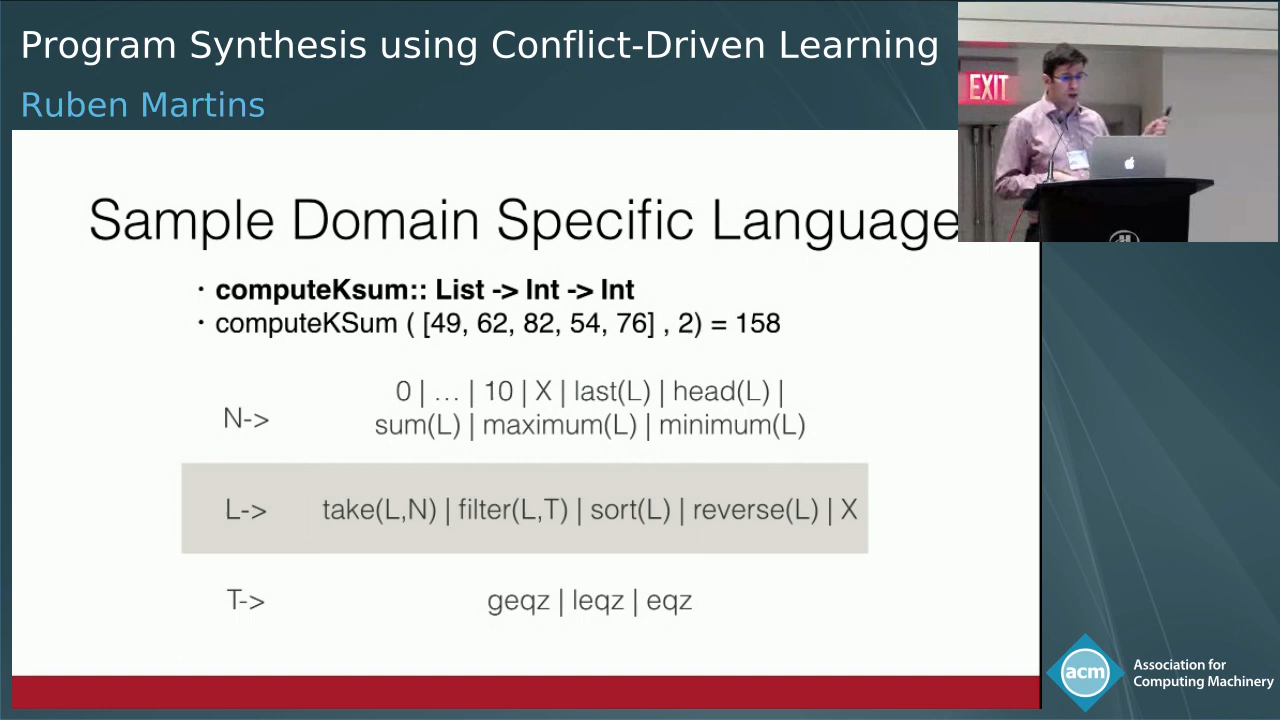 Program Synthesis using Conflict-Driven Learning
Ruben Martins
EXIT
Sample Domain Specific Language
· computeKsum:: List -> Int -> Int
· computeKSum ( [49, 62, 82, 54, 76] , 2) = 158
N->
0 | … | 10 | X | last(L) | head(L) |
sum(L) | maximum(L) | minimum(L)
L-> take(L,N) | filter(L,T) | sort(L) | reverse(L) | X
T-> geqz | leqz | eqz
acm
Association for
Computing Machinery